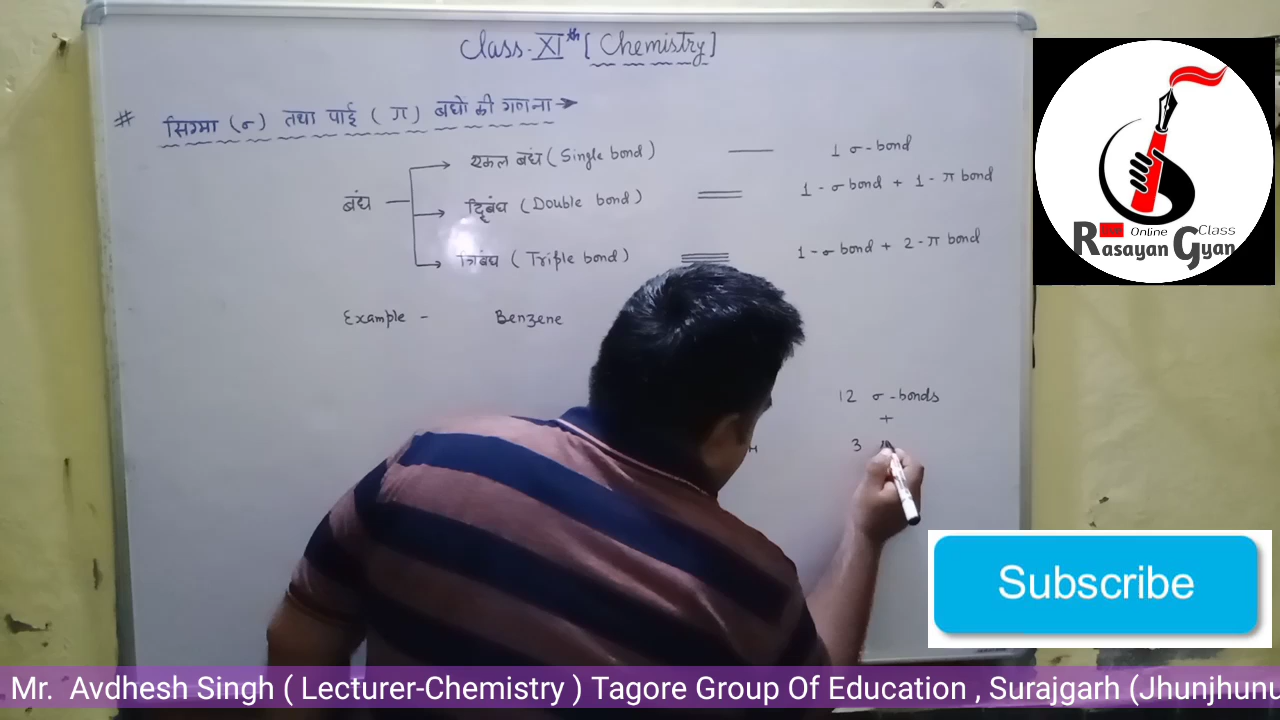 Class-XIth [Chemistry]
# सिग्मा (σ) तथा पाई (π) बंधो की गणना →
बंध
एकल बंध (Single bond) — 1 σ-bond
द्विबंध (Double bond) = 1-σ bond + 1-π bond
त्रिबंध (Triple bond) ≡ 1-σ bond + 2-π bond
Example - Benzene
12 σ-bonds
+
3
H
Live Online Class
Rasayan Gyan
Subscribe
Mr. Avdhesh Singh ( Lecturer-Chemistry ) Tagore Group Of Education , Surajgarh (Jhunjhunu